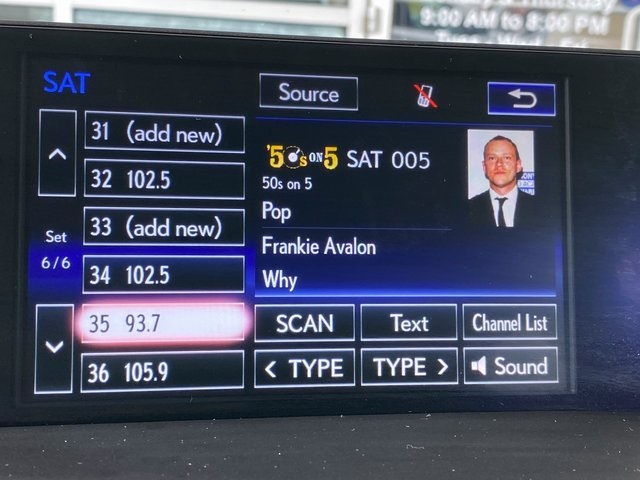 9:00 AM to 8:00 PM
SAT
Source
31 (add new)
32 102.5
33 (add new)
34 102.5
35 93.7
36 105.9
Set
6/6
'50s ON 5 SAT 005
50s on 5
Pop
Frankie Avalon
Why
SCAN
Text
Channel List
< TYPE
TYPE >
Sound